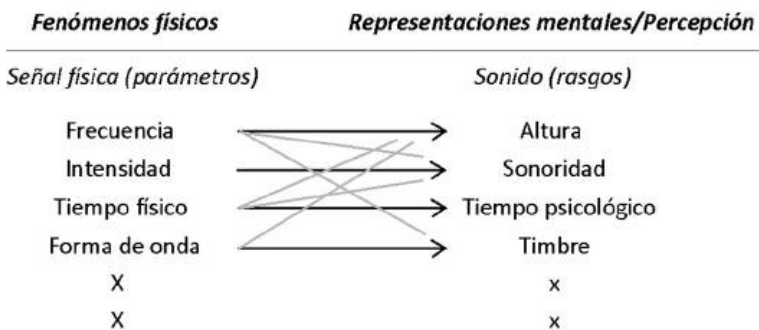 Fenómenos físicos Representaciones mentales/Percepción
Señal física (parámetros) Sonido (rasgos)
Frecuencia Altura
Intensidad Sonoridad
Tiempo físico Tiempo psicológico
Forma de onda Timbre
X x
X x